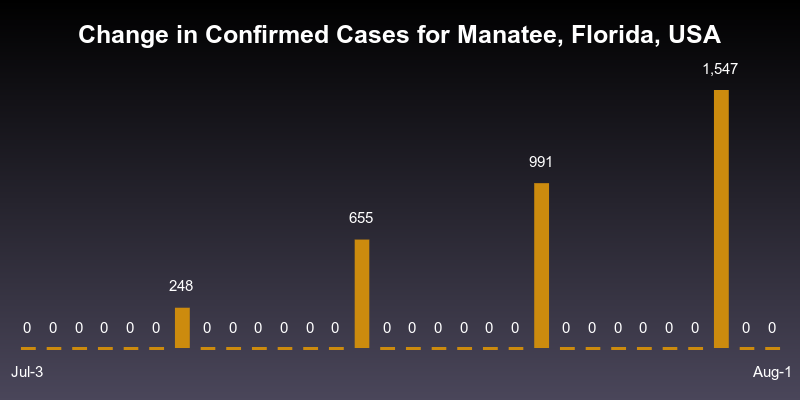 Change in Confirmed Cases for Manatee, Florida, USA
1,547
991
655
248
0 0 0 0 0 0 0 0 0 0 0 0 0 0 0 0 0 0 0 0 0 0 0 0 0 0
Jul-3 Aug-1